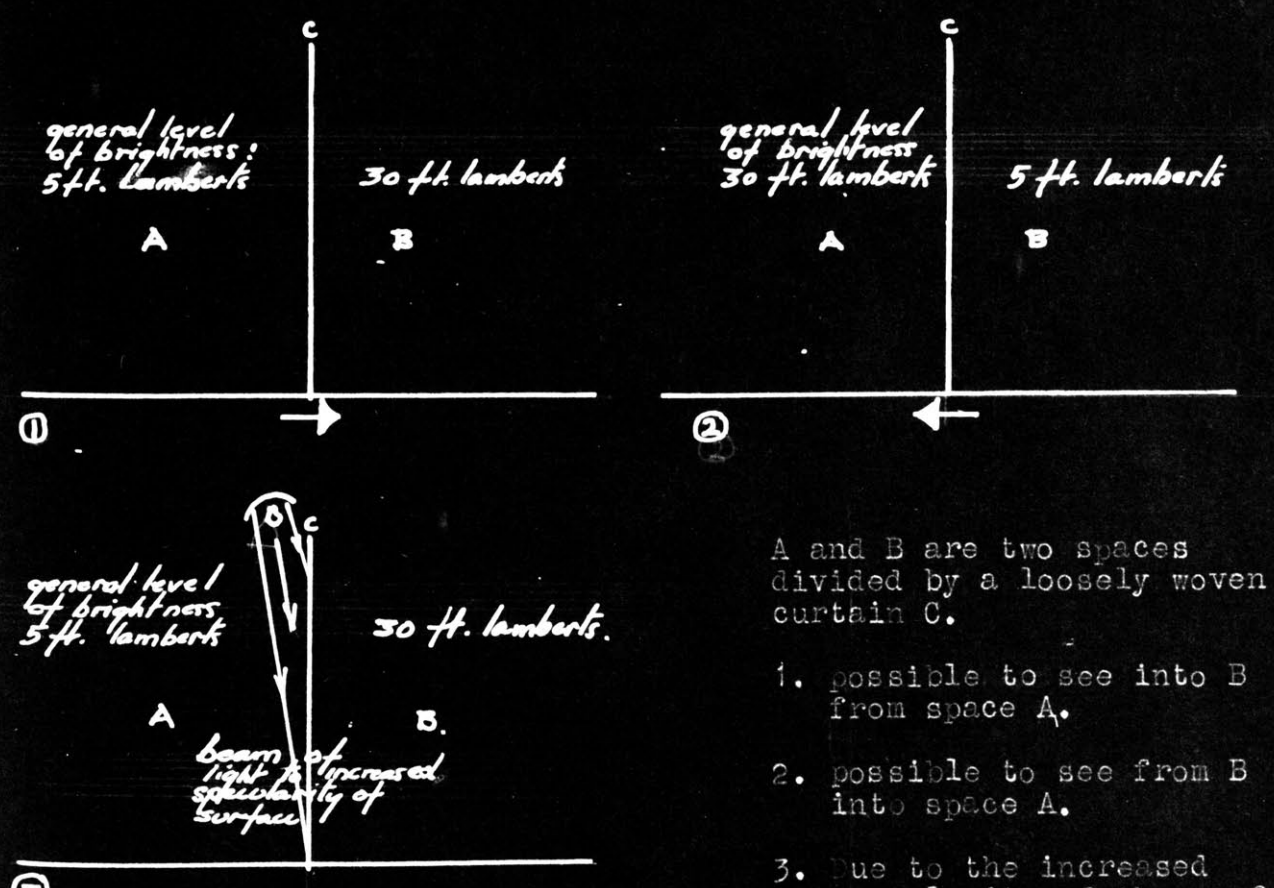 C
general level
of brightness:
5 ft. Lamberts
30 ft. lamberts
A
B
①
C
general level
of brightness
30 ft. lamberts
5 ft. lamberts
A
B
②
B
C
general level
of brightness
5 ft. lamberts
30 ft. lamberts.
A
B.
beam of
light to increased
specularity of
surface
A and B are two spaces
divided by a loosely woven
curtain C.
1. possible to see into B
from space A.
2. possible to see from B
into space A.
3. Due to the increased